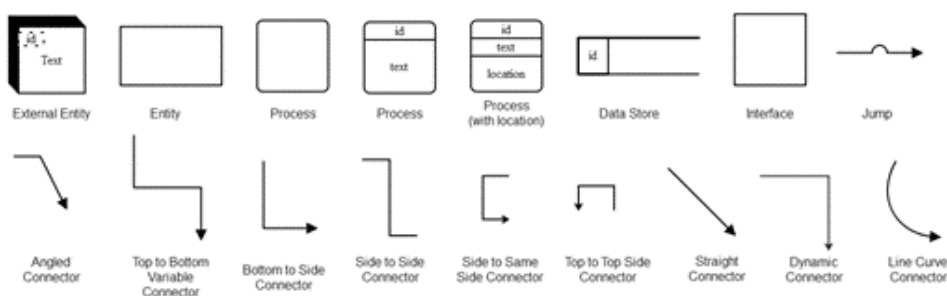 id
Text
id
text
id
text
location
id
External Entity
Entity
Process
Process
Process
(with location)
Data Store
Interface
Jump
Angled
Connector
Top to Bottom
Variable
Connector
Bottom to Side
Connector
Side to Side
Connector
Side to Same
Side Connector
Top to Top Side
Connector
Straight
Connector
Dynamic
Connector
Line Curve
Connector